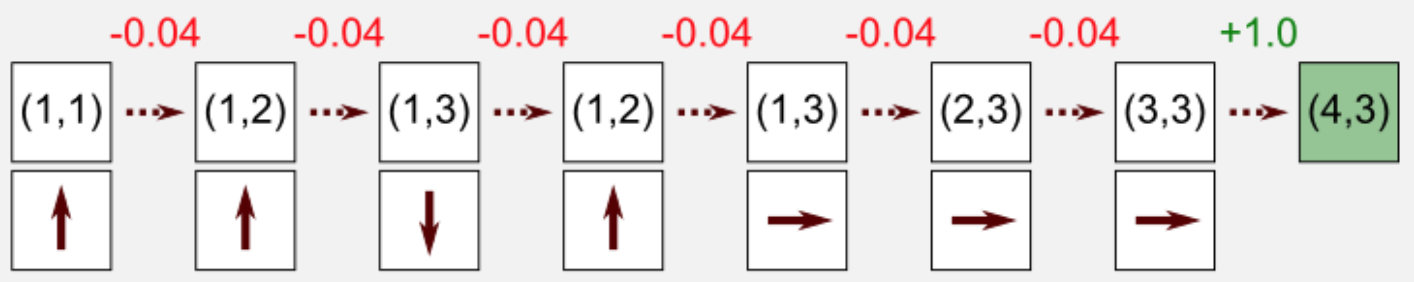 -0.04 -0.04 -0.04 -0.04 -0.04 -0.04 +1.0
(1,1) (1,2) (1,3) (1,2) (1,3) (2,3) (3,3) (4,3)